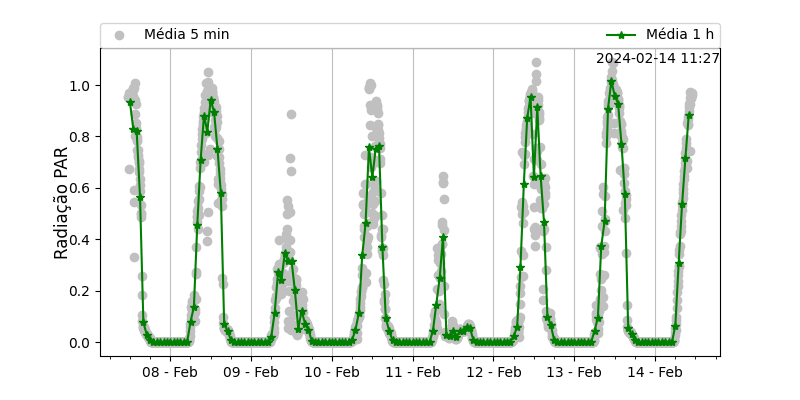 Média 5 min
Média 1 h
2024-02-14 11:27
Radiação PAR
1.0
0.8
0.6
0.4
0.2
0.0
08 - Feb
09 - Feb
10 - Feb
11 - Feb
12 - Feb
13 - Feb
14 - Feb